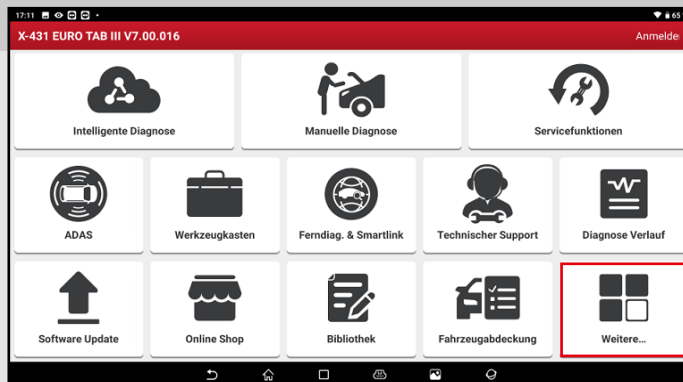 17:11
65
X-431 EURO TAB III V7.00.016
Anmelde
Intelligente Diagnose
Manuelle Diagnose
Servicefunktionen
ADAS
Werkzeugkasten
Ferndiag. & Smartlink
Technischer Support
Diagnose Verlauf
Software Update
Online Shop
Bibliothek
Fahrzeugabdeckung
Weitere...